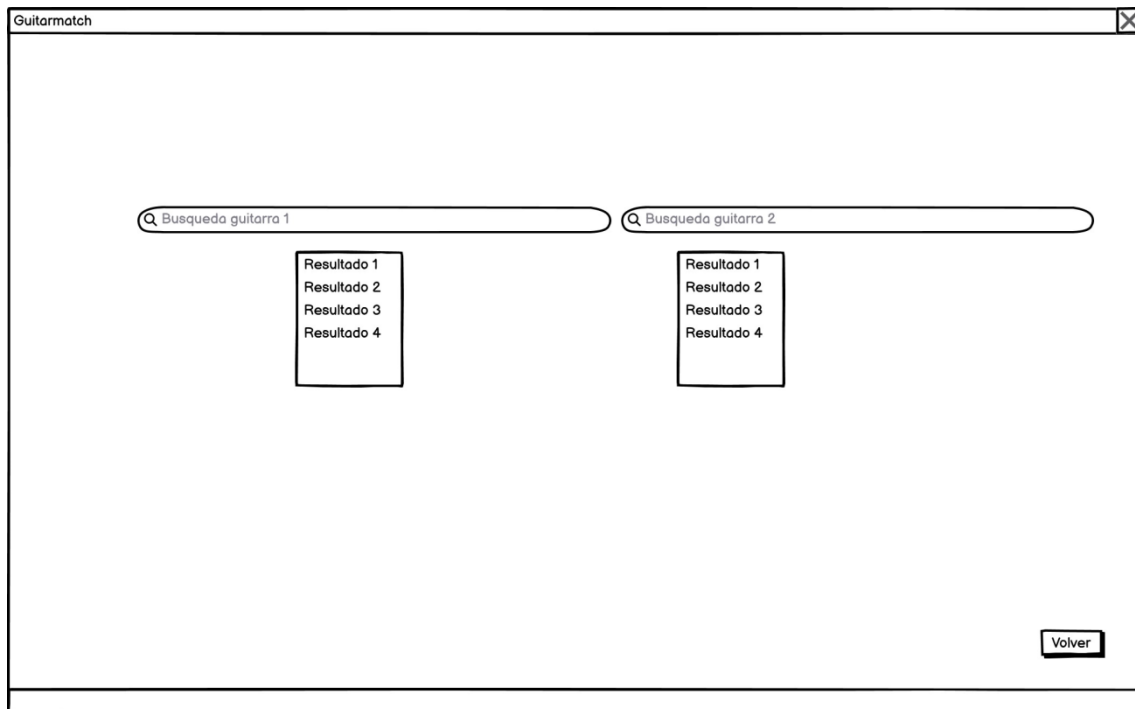 Guitarmatch
Busqueda guitarra 1
Busqueda guitarra 2
Resultado 1
Resultado 2
Resultado 3
Resultado 4
Resultado 1
Resultado 2
Resultado 3
Resultado 4
Volver